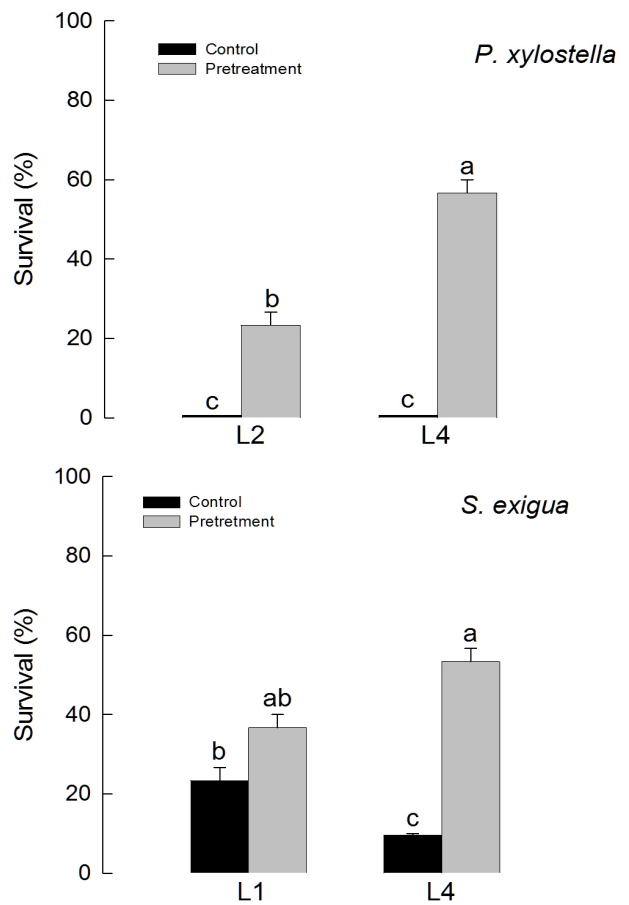 100
80
60
40
20
0
Survival (%)
Control
Pretreatment
P. xylostella
c
b
c
a
L2
L4
100
80
60
40
20
0
Survival (%)
Control
Pretretment
S. exigua
b
ab
c
a
L1
L4